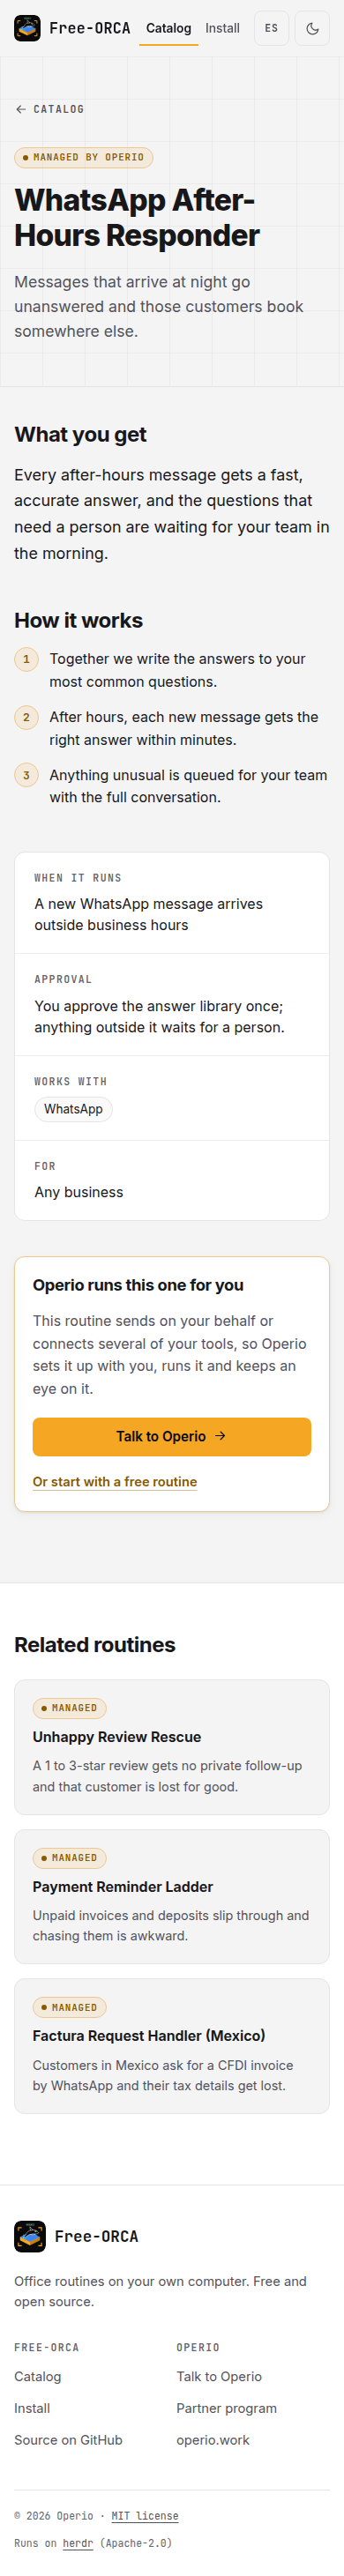 Free-ORCA
Catalog
Install
ES
← CATALOG
MANAGED BY OPERIO
WhatsApp After-
Hours Responder
Messages that arrive at night go
unanswered and those customers book
somewhere else.
What you get
Every after-hours message gets a fast,
accurate answer, and the questions that
need a person are waiting for your team in
the morning.
How it works
1 Together we write the answers to your
most common questions.
2 After hours, each new message gets the
right answer within minutes.
3 Anything unusual is queued for your team
with the full conversation.
WHEN IT RUNS
A new WhatsApp message arrives
outside business hours
APPROVAL
You approve the answer library once;
anything outside it waits for a person.
WORKS WITH
WhatsApp
FOR
Any business
Operio runs this one for you
This routine sends on your behalf or
connects several of your tools, so Operio
sets it up with you, runs it and keeps an
eye on it.
Talk to Operio →
Or start with a free routine
Related routines
MANAGED
Unhappy Review Rescue
A 1 to 3-star review gets no private follow-up
and that customer is lost for good.
MANAGED
Payment Reminder Ladder
Unpaid invoices and deposits slip through and
chasing them is awkward.
MANAGED
Factura Request Handler (Mexico)
Customers in Mexico ask for a CFDI invoice
by WhatsApp and their tax details get lost.
Free-ORCA
Office routines on your own computer. Free and
open source.
FREE-ORCA
Catalog
Install
Source on GitHub
OPERIO
Talk to Operio
Partner program
operio.work
© 2026 Operio · MIT license
Runs on herdr (Apache-2.0)